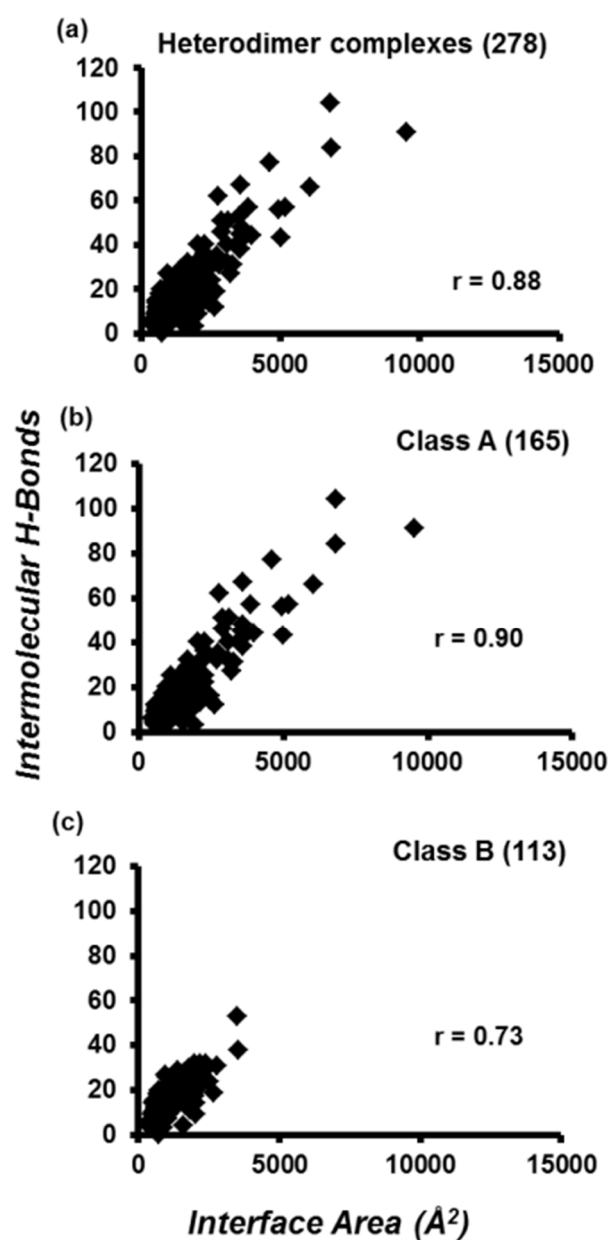 (a)
Heterodimer complexes (278)
120
100
80
60
40
20
0
r = 0.88
0 5000 10000 15000
Intermolecular H-Bonds
(b)
Class A (165)
120
100
80
60
40
20
0
r = 0.90
0 5000 10000 15000
(c)
Class B (113)
120
100
80
60
40
20
0
r = 0.73
0 5000 10000 15000
Interface Area (Å²)